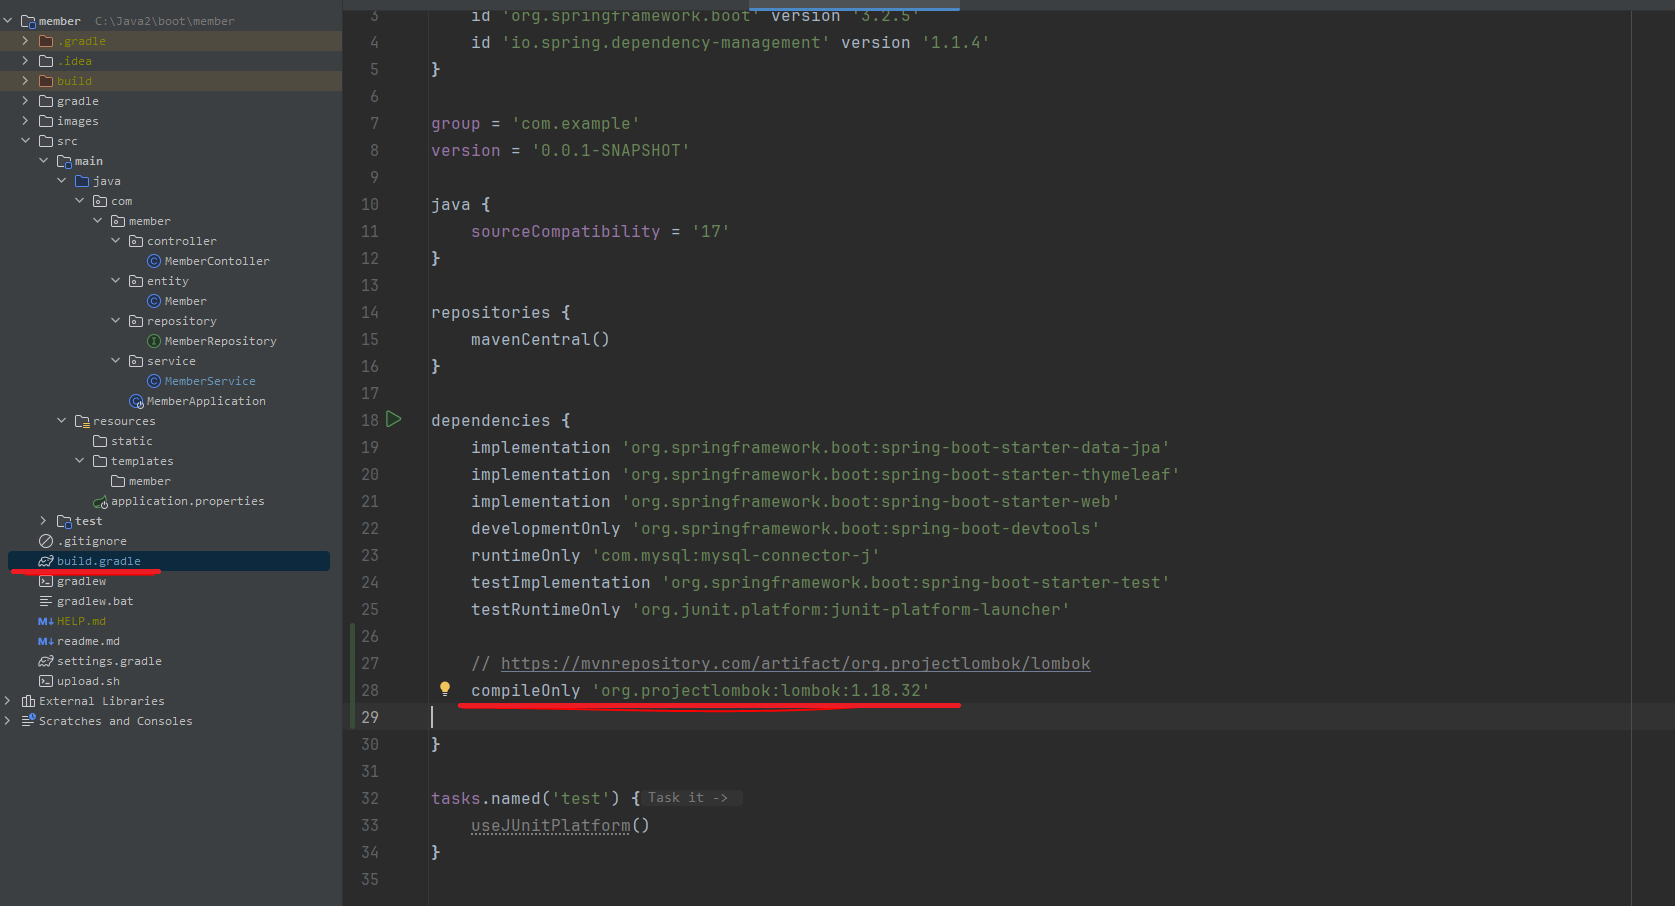 member C:\Java2\boot\member
.gradle
.idea
build
gradle
images
src
main
java
com
member
controller
MemberContoller
entity
Member
repository
MemberRepository
service
MemberService
MemberApplication
resources
static
templates
member
application.properties
test
.gitignore
build.gradle
gradlew
gradlew.bat
M↓ HELP.md
M↓ readme.md
settings.gradle
upload.sh
External Libraries
Scratches and Consoles
3 id 'org.springframework.boot' version '3.2.5'
4 id 'io.spring.dependency-management' version '1.1.4'
5 }
6
7 group = 'com.example'
8 version = '0.0.1-SNAPSHOT'
9
10 java {
11 sourceCompatibility = '17'
12 }
13
14 repositories {
15 mavenCentral()
16 }
17
18 dependencies {
19 implementation 'org.springframework.boot:spring-boot-starter-data-jpa'
20 implementation 'org.springframework.boot:spring-boot-starter-thymeleaf'
21 implementation 'org.springframework.boot:spring-boot-starter-web'
22 developmentOnly 'org.springframework.boot:spring-boot-devtools'
23 runtimeOnly 'com.mysql:mysql-connector-j'
24 testImplementation 'org.springframework.boot:spring-boot-starter-test'
25 testRuntimeOnly 'org.junit.platform:junit-platform-launcher'
26
27 // https://mvnrepository.com/artifact/org.projectlombok/lombok
28 compileOnly 'org.projectlombok:lombok:1.18.32'
29
30 }
31
32 tasks.named('test') { Task it ->
33 useJUnitPlatform()
34 }
35